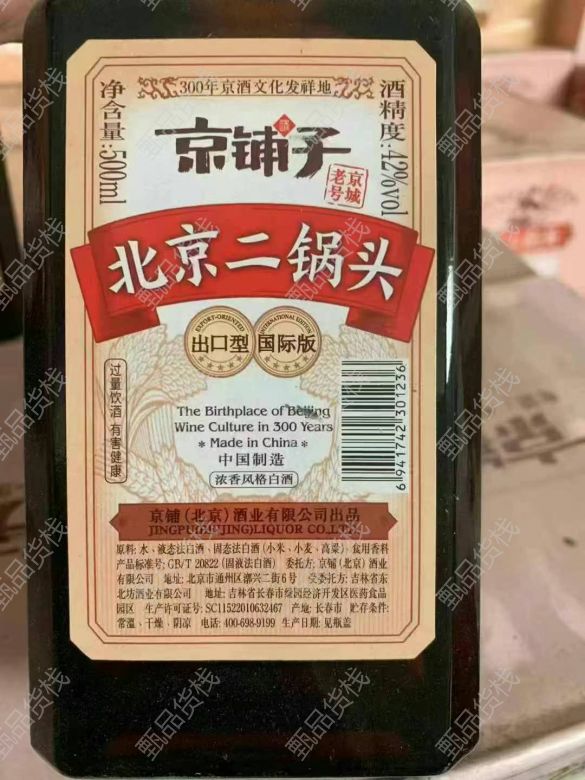 300年京酒文化发祥地
净含量:500ml
酒精度:42%vol
京铺子
京城
老号
北京二锅头
EXPORT-ORIENTED
出口型
INTERNATIONAL EDITION
国际版
过量饮酒 有害健康
The Birthplace of Beijing
Wine Culture in 300 Years
* Made in China *
中国制造
浓香风格白酒
6941742301236
京铺(北京)酒业有限公司出品
JINGPU(BEIJING)LIQUOR CO.,LTD.
原料: 水、液态法白酒、固态法白酒(小米、小麦、高粱)、食用香料
产品标准号: GB/T 20822 (固液法白酒) 委托方: 京铺(北京)酒业
有限公司 地址: 北京市通州区潞兴二街6号 受委托方: 吉林省东
北坊酒业有限公司 地址: 吉林省长春市绿园经济开发区医药食品
园区 生产许可证号: SC11522010632467 产地: 长春市 贮存条件:
常温、干燥、阴凉 电话: 400-698-9199 生产日期: 见瓶盖
甄品货栈